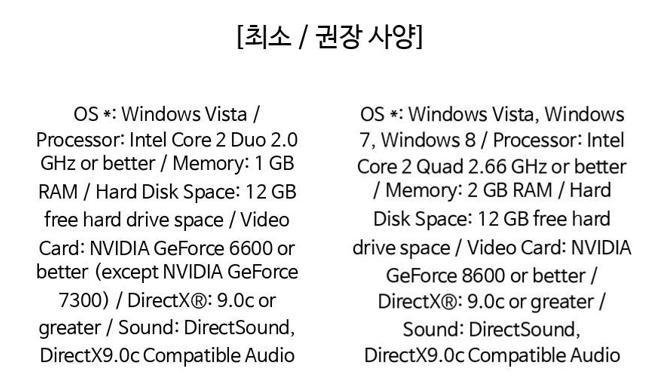 [최소 / 권장 사양]
OS *: Windows Vista /
Processor: Intel Core 2 Duo 2.0
GHz or better / Memory: 1 GB
RAM / Hard Disk Space: 12 GB
free hard drive space / Video
Card: NVIDIA GeForce 6600 or
better (except NVIDIA GeForce
7300) / DirectX®: 9.0c or
greater / Sound: DirectSound,
DirectX9.0c Compatible Audio
OS *: Windows Vista, Windows
7, Windows 8 / Processor: Intel
Core 2 Quad 2.66 GHz or better
/ Memory: 2 GB RAM / Hard
Disk Space: 12 GB free hard
drive space / Video Card: NVIDIA
GeForce 8600 or better /
DirectX®: 9.0c or greater /
Sound: DirectSound,
DirectX9.0c Compatible Audio